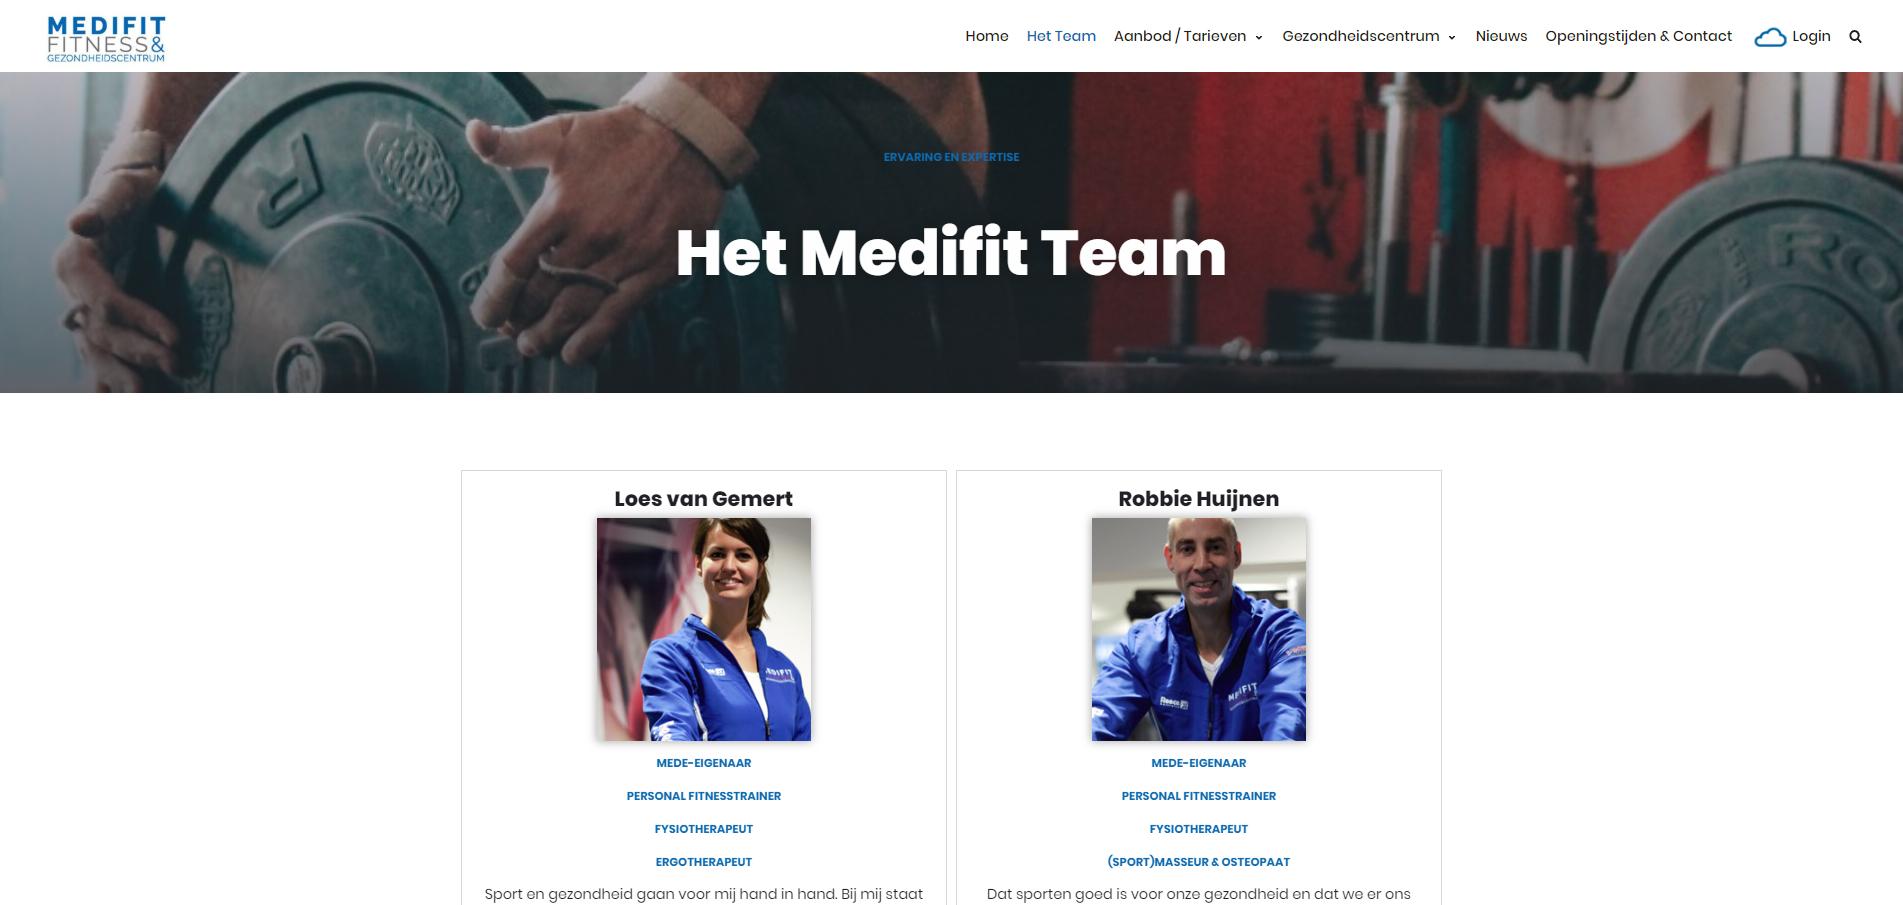 MEDIFIT
FITNESS&
GEZONDHEIDSCENTRUM
Home Het Team Aanbod / Tarieven Gezondheidscentrum Nieuws Openingstijden & Contact Login
ERVARING EN EXPERTISE
Het Medifit Team
Loes van Gemert
MEDIFIT
MEDE-EIGENAAR
PERSONAL FITNESSTRAINER
FYSIOTHERAPEUT
ERGOTHERAPEUT
Sport en gezondheid gaan voor mij hand in hand. Bij mij staat
Robbie Huijnen
MEDIFIT
MEDE-EIGENAAR
PERSONAL FITNESSTRAINER
FYSIOTHERAPEUT
(SPORT)MASSEUR & OSTEOPAAT
Dat sporten goed is voor onze gezondheid en dat we er ons